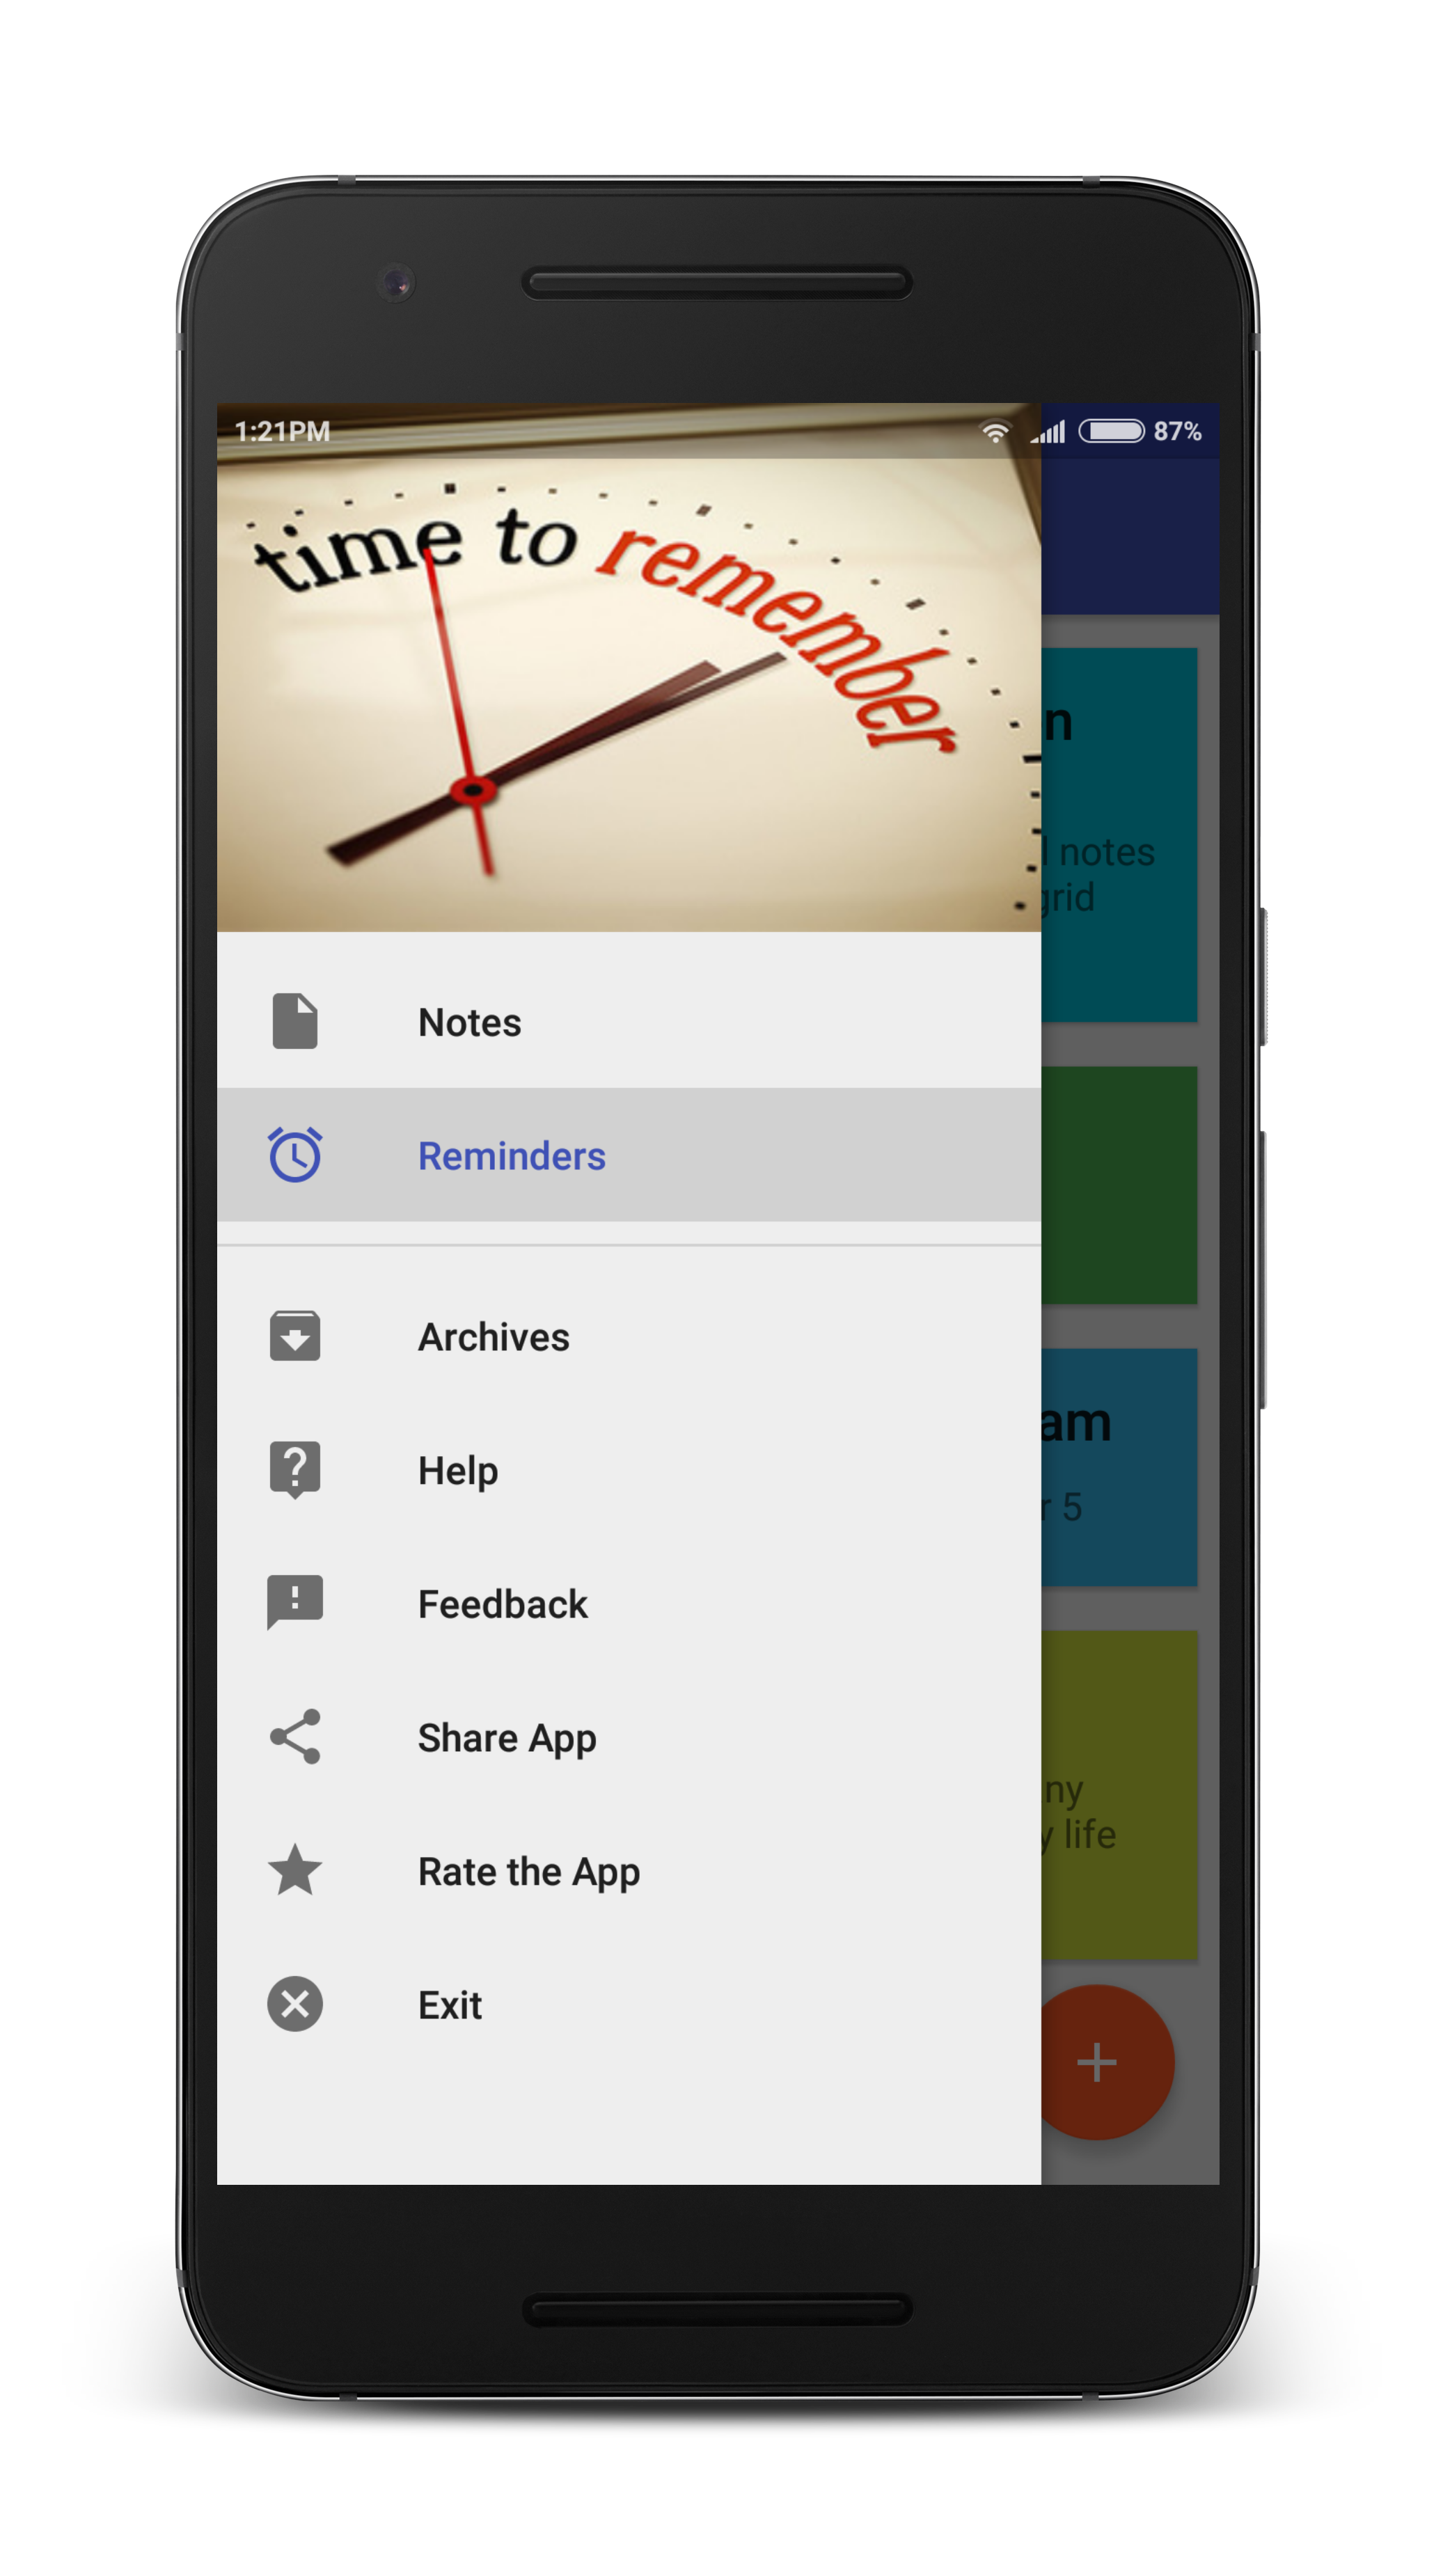 1:21PM
87%
time to remember
n
notes
grid
Notes
Reminders
Archives
am
r 5
Help
Feedback
Share App
ny
y life
Rate the App
Exit